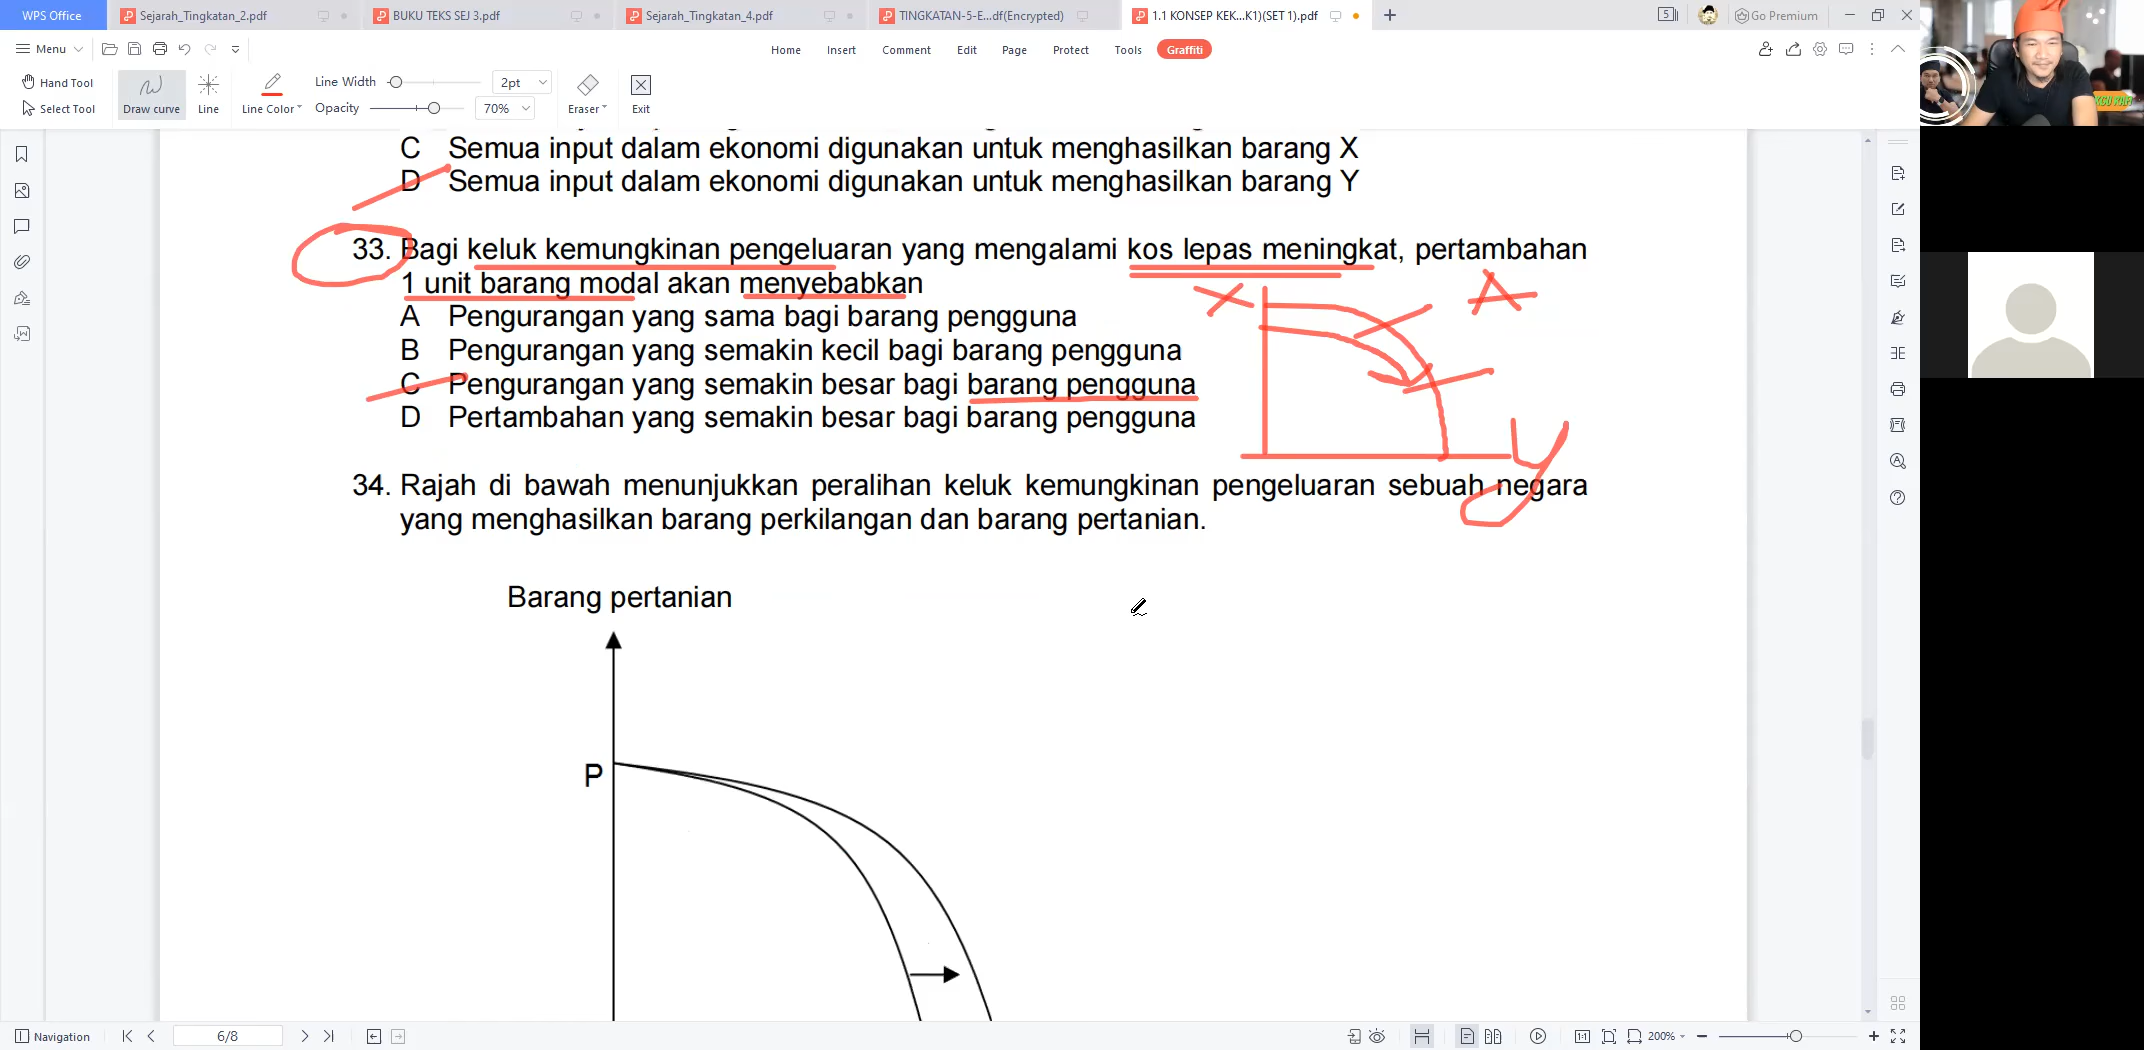 WPS Office
Sejarah_Tingkatan_2.pdf
BUKU TEKS SEJ 3.pdf
Sejarah_Tingkatan_4.pdf
TINGKATAN-5-E...df(Encrypted)
1.1 KONSEP KEK...K1)(SET 1).pdf
5
Go Premium
Menu
Home
Insert
Comment
Edit
Page
Protect
Tools
Graffiti
Hand Tool
Select Tool
Draw curve
Line
Line Color
Line Width
2pt
Opacity
70%
Eraser
Exit
C Semua input dalam ekonomi digunakan untuk menghasilkan barang X
D Semua input dalam ekonomi digunakan untuk menghasilkan barang Y
33. Bagi keluk kemungkinan pengeluaran yang mengalami kos lepas meningkat, pertambahan
1 unit barang modal akan menyebabkan
A Pengurangan yang sama bagi barang pengguna
B Pengurangan yang semakin kecil bagi barang pengguna
C Pengurangan yang semakin besar bagi barang pengguna
D Pertambahan yang semakin besar bagi barang pengguna
X
A
y
34. Rajah di bawah menunjukkan peralihan keluk kemungkinan pengeluaran sebuah negara
yang menghasilkan barang perkilangan dan barang pertanian.
Barang pertanian
P
Navigation
6/8
1:1
200%